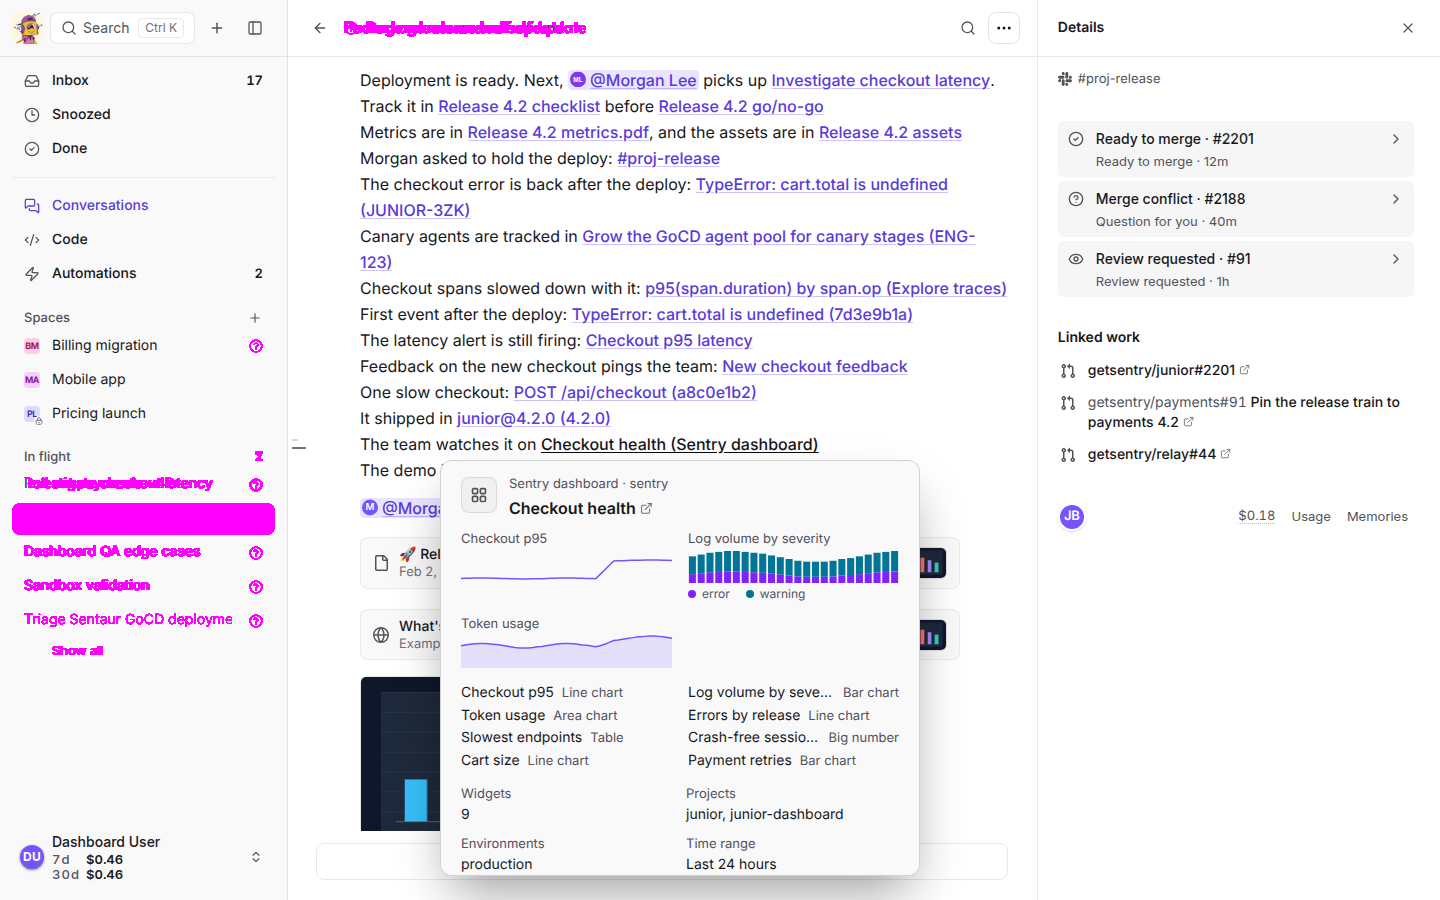 Search Ctrl K
Inbox 17
Snoozed
Done
Conversations
Code
Automations 2
Spaces
BM Billing migration
MA Mobile app
PL Pricing launch
In flight
Dashboard QA edge cases
Sandbox validation
Triage Sentaur GoCD deployme
Show all
DU Dashboard User
7d $0.46
30d $0.46
Deployment is ready. Next, ML @Morgan Lee picks up Investigate checkout latency.
Track it in Release 4.2 checklist before Release 4.2 go/no-go
Metrics are in Release 4.2 metrics.pdf, and the assets are in Release 4.2 assets
Morgan asked to hold the deploy: #proj-release
The checkout error is back after the deploy: TypeError: cart.total is undefined
(JUNIOR-3ZK)
Canary agents are tracked in Grow the GoCD agent pool for canary stages (ENG-
123)
Checkout spans slowed down with it: p95(span.duration) by span.op (Explore traces)
First event after the deploy: TypeError: cart.total is undefined (7d3e9b1a)
The latency alert is still firing: Checkout p95 latency
Feedback on the new checkout pings the team: New checkout feedback
One slow checkout: POST /api/checkout (a8c0e1b2)
It shipped in junior@4.2.0 (4.2.0)
The team watches it on Checkout health (Sentry dashboard)
The demo
M @Morga
🚀 Rel
Feb 2,
What's
Examp
Sentry dashboard · sentry
Checkout health
Checkout p95
Log volume by severity
error warning
Token usage
Checkout p95 Line chart
Log volume by seve... Bar chart
Token usage Area chart
Errors by release Line chart
Slowest endpoints Table
Crash-free sessio... Big number
Cart size Line chart
Payment retries Bar chart
Widgets
9
Projects
junior, junior-dashboard
Environments
production
Time range
Last 24 hours
Details
#proj-release
Ready to merge · #2201
Ready to merge · 12m
Merge conflict · #2188
Question for you · 40m
Review requested · #91
Review requested · 1h
Linked work
getsentry/junior#2201
getsentry/payments#91 Pin the release train to
payments 4.2
getsentry/relay#44
JB $0.18 Usage Memories